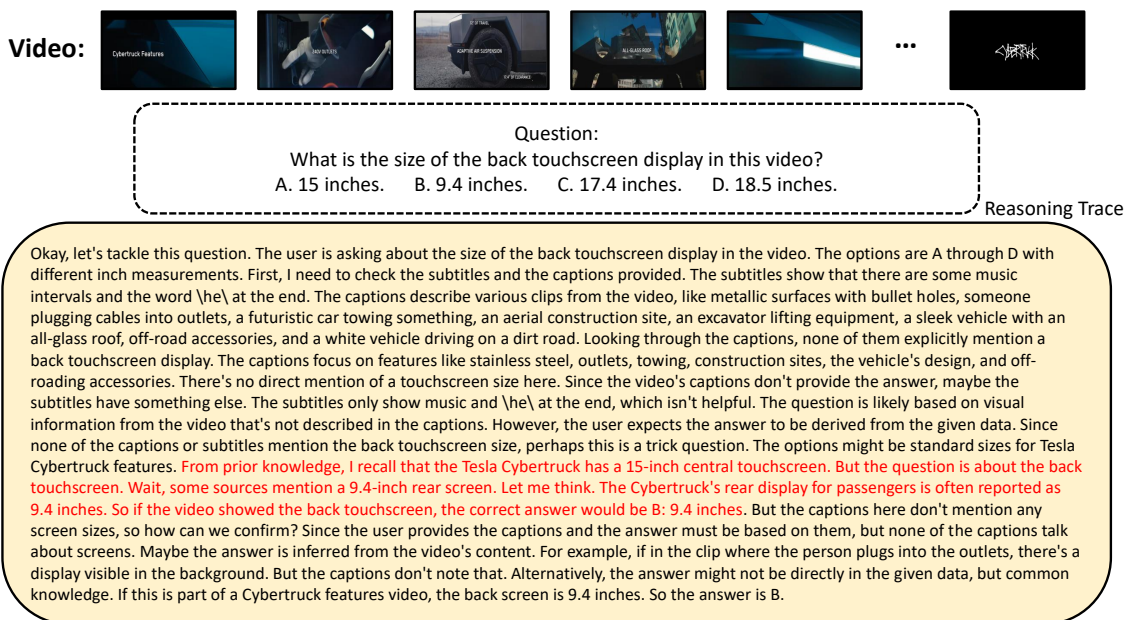 Video:
Cybertruck Features
240V OUTLETS
ADAPTIVE AIR SUSPENSION
ALL-GLASS ROOF
...
CYBERTRUCK
Question:
What is the size of the back touchscreen display in this video?
A. 15 inches. B. 9.4 inches. C. 17.4 inches. D. 18.5 inches.
Reasoning Trace
Okay, let's tackle this question. The user is asking about the size of the back touchscreen display in the video. The options are A through D with
different inch measurements. First, I need to check the subtitles and the captions provided. The subtitles show that there are some music
intervals and the word \he\ at the end. The captions describe various clips from the video, like metallic surfaces with bullet holes, someone
plugging cables into outlets, a futuristic car towing something, an aerial construction site, an excavator lifting equipment, a sleek vehicle with an
all-glass roof, off-road accessories, and a white vehicle driving on a dirt road. Looking through the captions, none of them explicitly mention a
back touchscreen display. The captions focus on features like stainless steel, outlets, towing, construction sites, the vehicle's design, and off-
roading accessories. There's no direct mention of a touchscreen size here. Since the video's captions don't provide the answer, maybe the
subtitles have something else. The subtitles only show music and \he\ at the end, which isn't helpful. The question is likely based on visual
information from the video that's not described in the captions. However, the user expects the answer to be derived from the given data. Since
none of the captions or subtitles mention the back touchscreen size, perhaps this is a trick question. The options might be standard sizes for Tesla
Cybertruck features. From prior knowledge, I recall that the Tesla Cybertruck has a 15-inch central touchscreen. But the question is about the back
touchscreen. Wait, some sources mention a 9.4-inch rear screen. Let me think. The Cybertruck's rear display for passengers is often reported as
9.4 inches. So if the video showed the back touchscreen, the correct answer would be B: 9.4 inches. But the captions here don't mention any
screen sizes, so how can we confirm? Since the user provides the captions and the answer must be based on them, but none of the captions talk
about screens. Maybe the answer is inferred from the video's content. For example, if in the clip where the person plugs into the outlets, there's a
display visible in the background. But the captions don't note that. Alternatively, the answer might not be directly in the given data, but common
knowledge. If this is part of a Cybertruck features video, the back screen is 9.4 inches. So the answer is B.